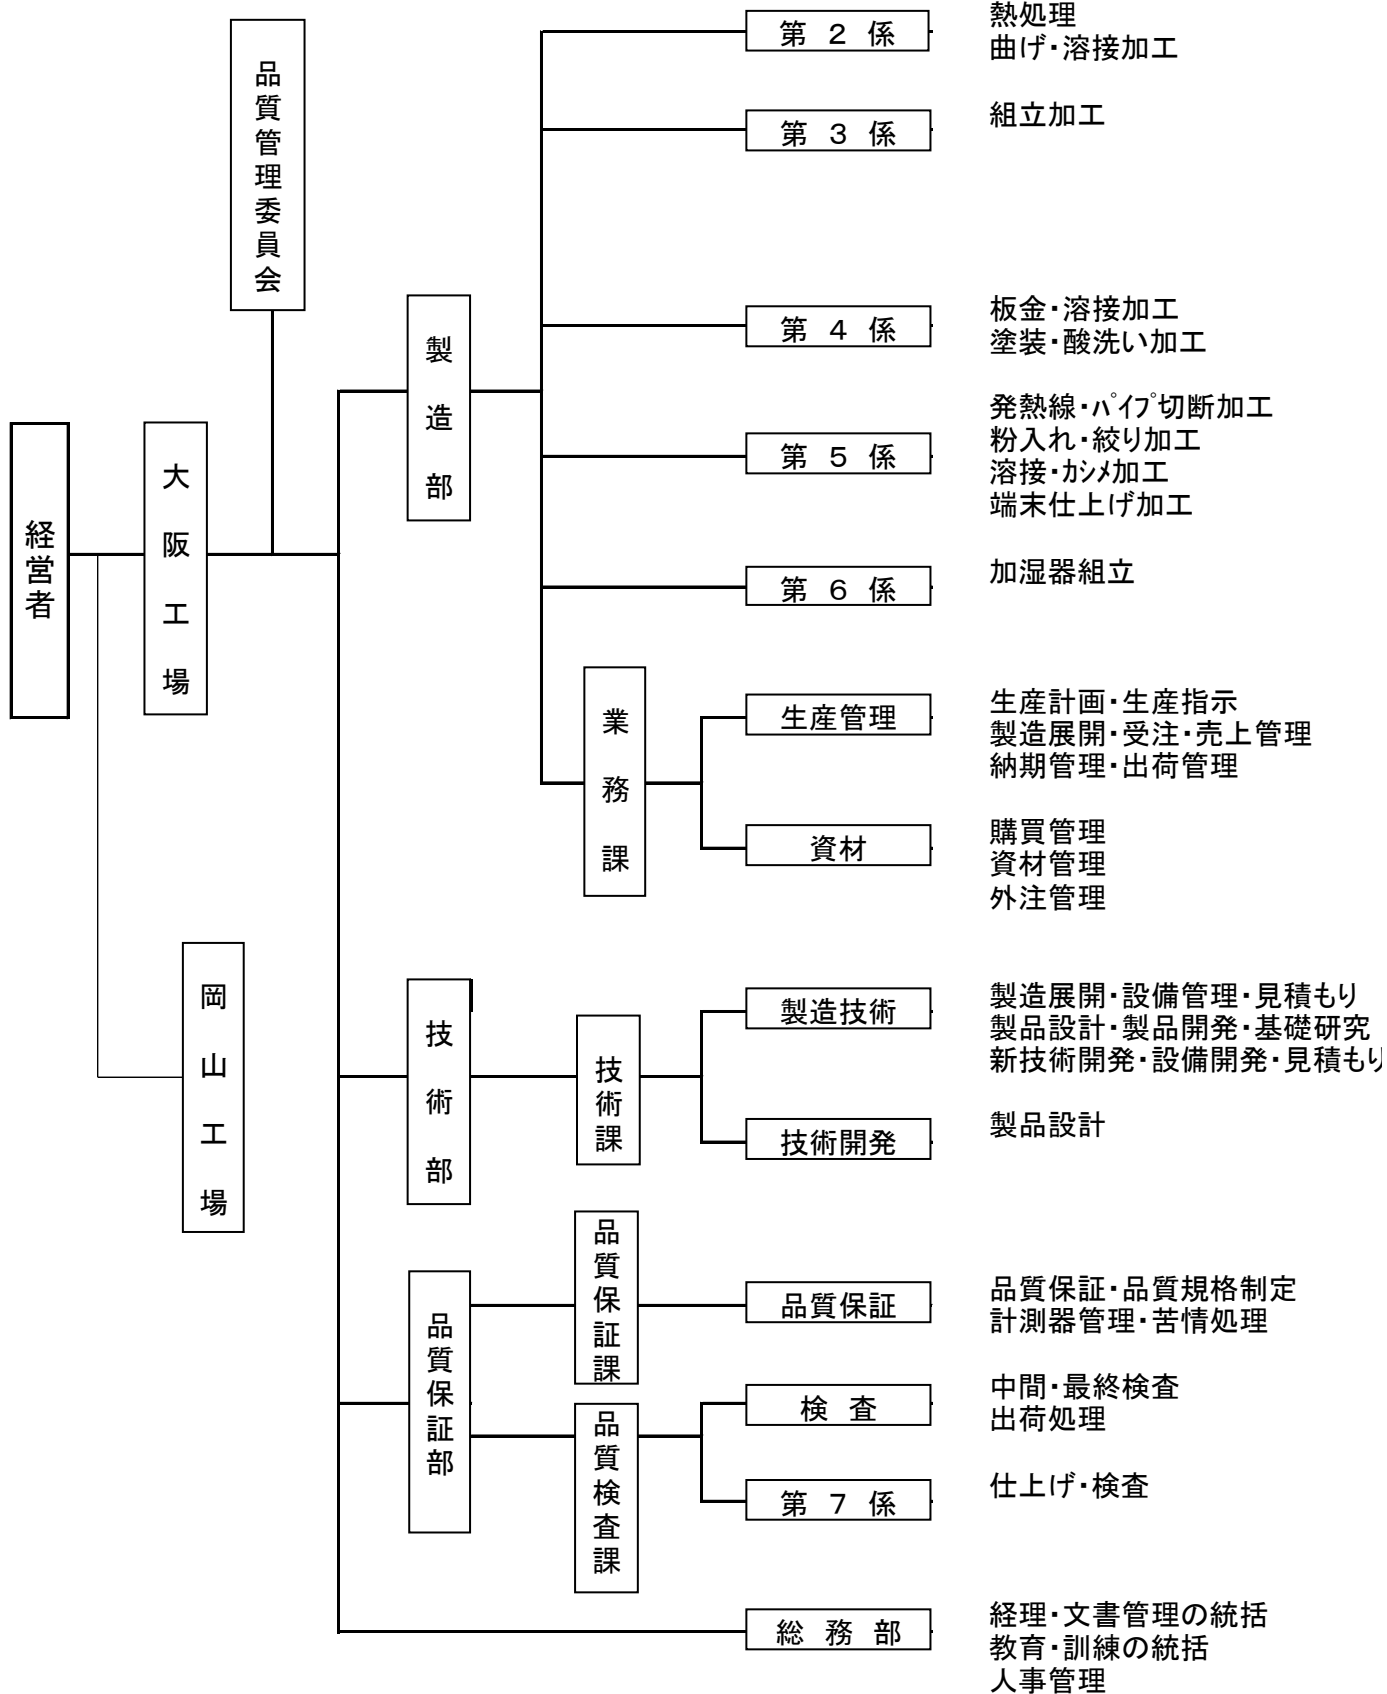 経営者
大阪工場
岡山工場
品質管理委員会
製造部
第２係
熱処理
曲げ・溶接加工
第３係
組立加工
第４係
板金・溶接加工
塗装・酸洗い加工
第５係
発熱線・ﾊﾟｲﾌﾟ切断加工
粉入れ・絞り加工
溶接・ｶｼﾒ加工
端末仕上げ加工
第６係
加湿器組立
業務課
生産管理
生産計画・生産指示
製造展開・受注・売上管理
納期管理・出荷管理
資材
購買管理
資材管理
外注管理
技術部
技術課
製造技術
製造展開・設備管理・見積もり
製品設計・製品開発・基礎研究
新技術開発・設備開発・見積もり
技術開発
製品設計
品質保証部
品質保証課
品質保証
品質保証・品質規格制定
計測器管理・苦情処理
品質検査課
検査
中間・最終検査
出荷処理
第７係
仕上げ・検査
総務部
経理・文書管理の統括
教育・訓練の統括
人事管理